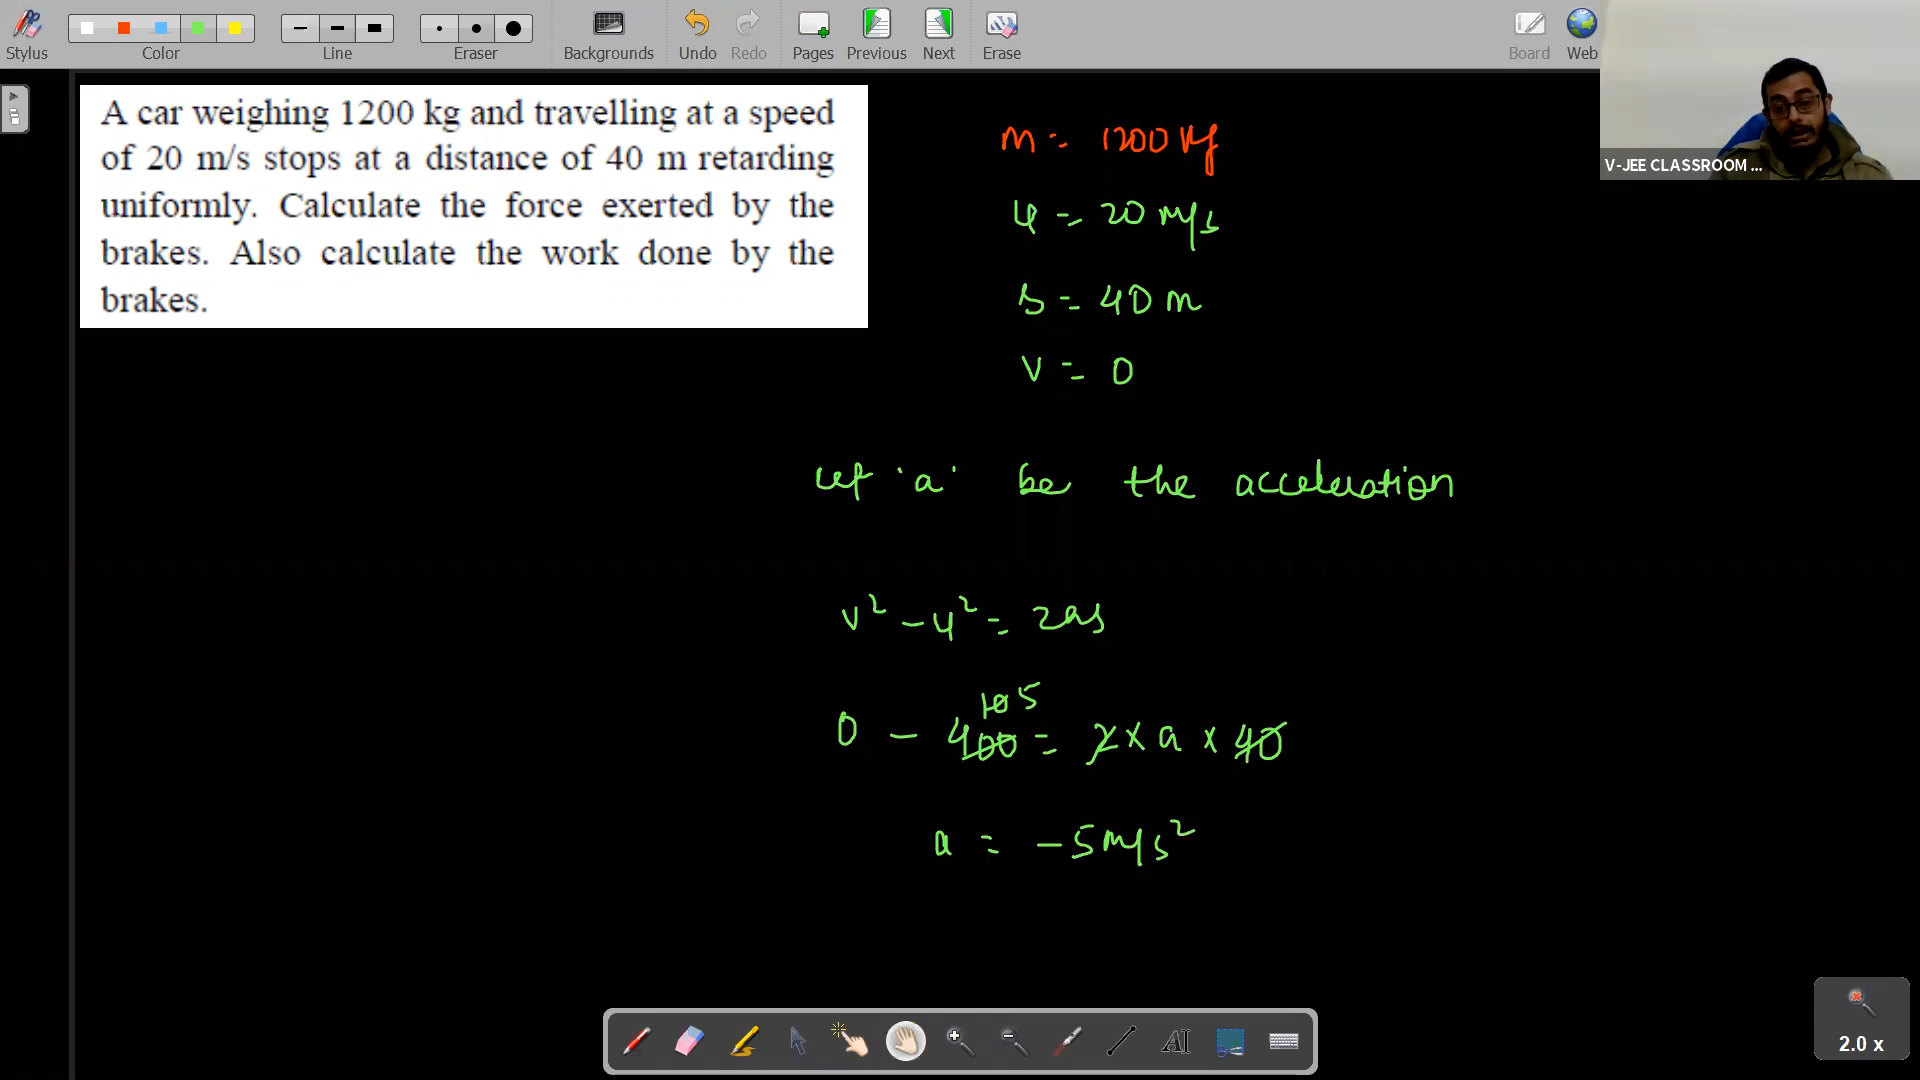 Stylus
Color
Line
Eraser
Backgrounds
Undo
Redo
Pages
Previous
Next
Erase
Board
Web
V-JEE CLASSROOM ...
A car weighing 1200 kg and travelling at a speed
of 20 m/s stops at a distance of 40 m retarding
uniformly. Calculate the force exerted by the
brakes. Also calculate the work done by the
brakes.
m = 1200 kg
u = 20 m/s
s = 40 m
v = 0
let 'a' be the acceleration
v² - u² = 2as
10 5
0 - 400 = 2 x a x 40
a = -5 m/s²
AI
2.0 x